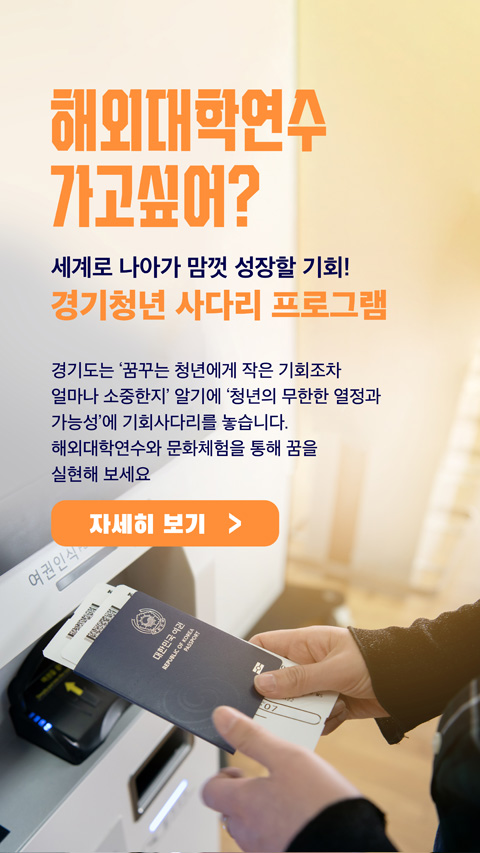 해외대학연수
가고싶어?
세계로 나아가 맘껏 성장할 기회!
경기청년 사다리 프로그램
경기도는 ‘꿈꾸는 청년에게 작은 기회조차
얼마나 소중한지’ 알기에 ‘청년의 무한한 열정과
가능성’에 기회사다리를 놓습니다.
해외대학연수와 문화체험을 통해 꿈을
실현해 보세요
자세히 보기 >
여권인식
대한민국 여권
REPUBLIC OF KOREA
PASSPORT